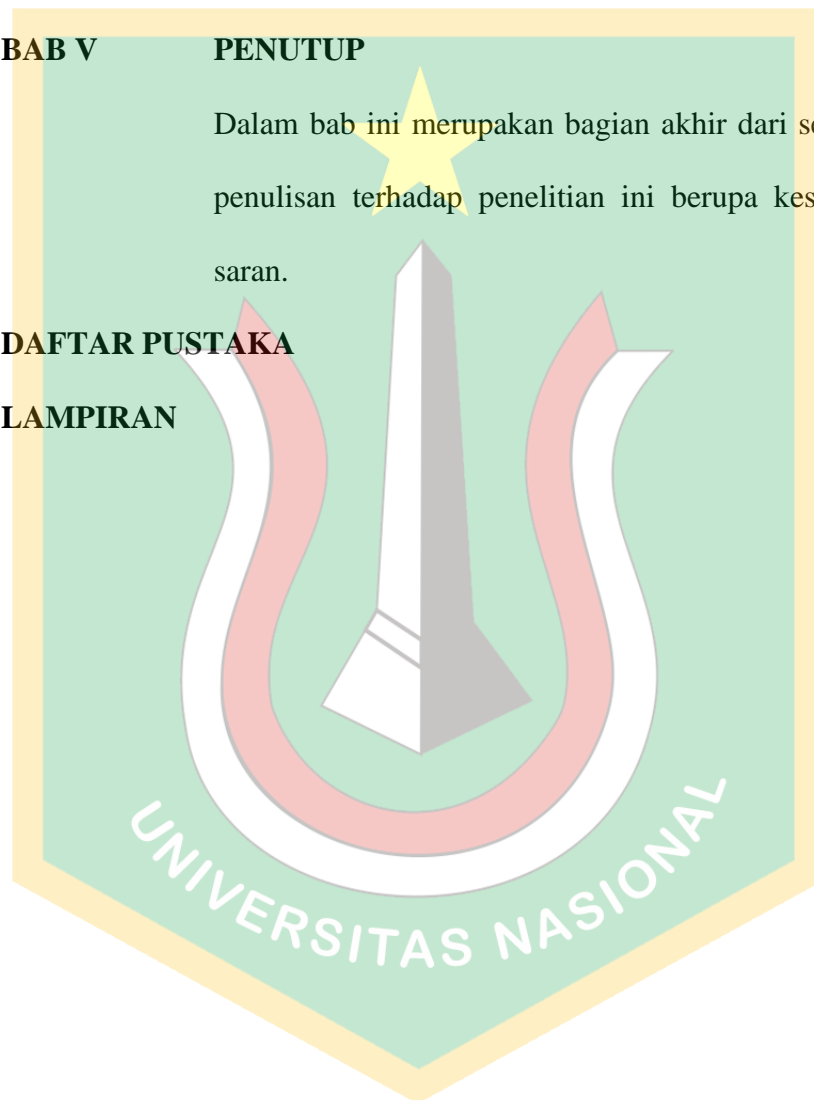 BAB V PENUTUP
Dalam bab ini merupakan bagian akhir dari
penulisan terhadap penelitian ini berupa
saran.
DAFTAR PUSTAKA
LAMPIRAN
UNIVERSITAS NASIONAL